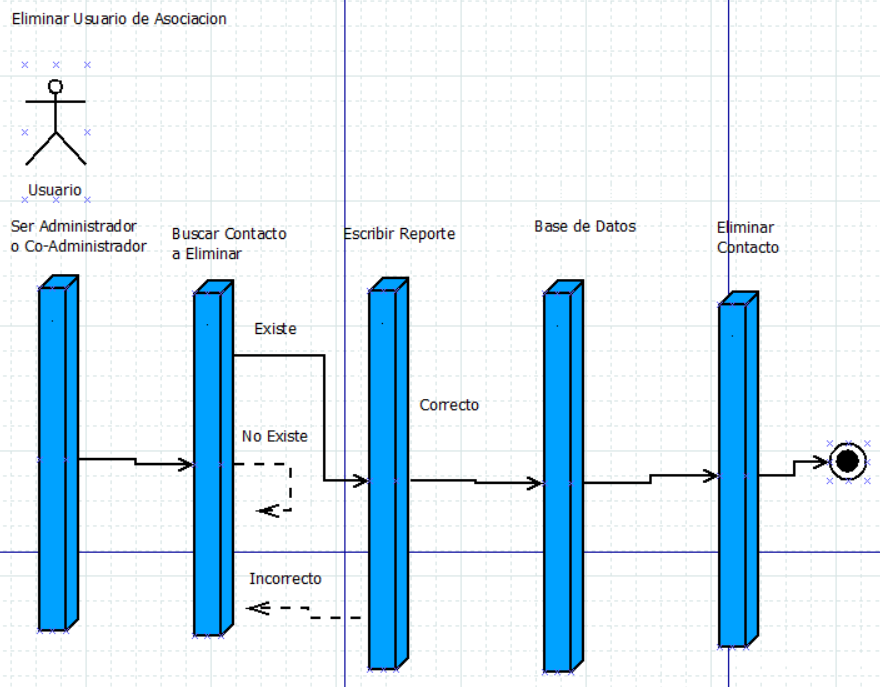 Eliminar Usuario de Asociacion
Usuario
Ser Administrador
o Co-Administrador
Buscar Contacto
a Eliminar
Escribir Reporte
Base de Datos
Eliminar
Contacto
Existe
Correcto
No Existe
Incorrecto